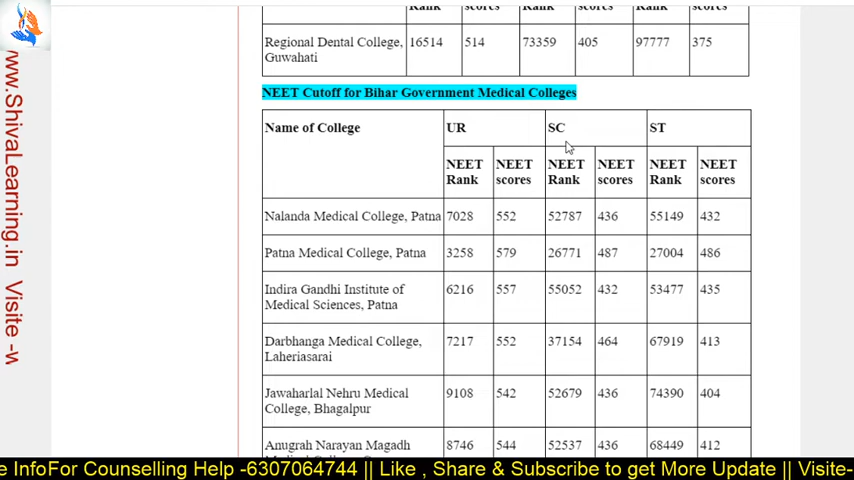 Rank scores Rank scores Rank scores
Regional Dental College, 16514 514 73359 405 97777 375
Guwahati
NEET Cutoff for Bihar Government Medical Colleges
Name of College UR SC ST
NEET NEET NEET NEET NEET NEET
Rank scores Rank scores Rank scores
Nalanda Medical College, Patna 7028 552 52787 436 55149 432
Patna Medical College, Patna 3258 579 26771 487 27004 486
Indira Gandhi Institute of 6216 557 55052 432 53477 435
Medical Sciences, Patna
Darbhanga Medical College, 7217 552 37154 464 67919 413
Laheriasarai
Jawaharlal Nehru Medical 9108 542 52679 436 74390 404
College, Bhagalpur
Anugrah Narayan Magadh 8746 544 52537 436 68449 412
www.ShivaLearning.in Visite -w
e InfoFor Counselling Help -6307064744 || Like , Share & Subscribe to get More Update || Visite-